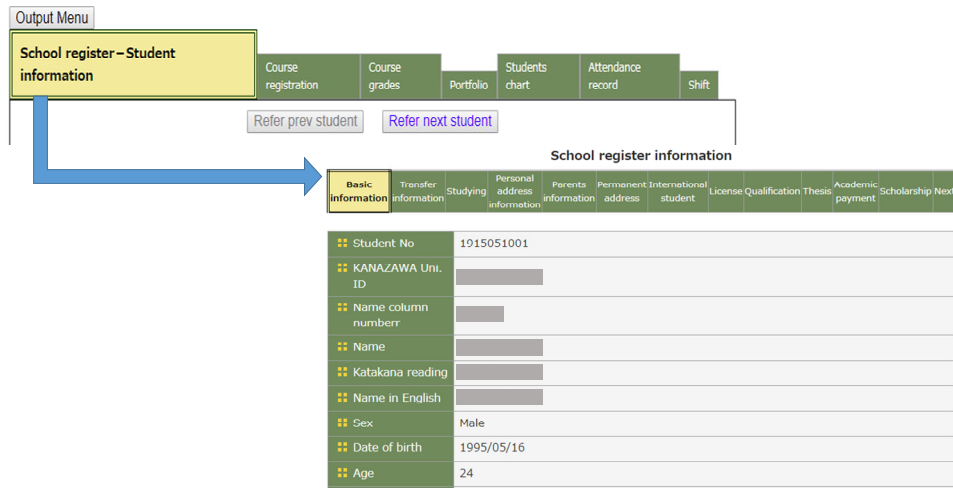 Output Menu
School register – Student
information
Course
registration
Course
grades
Portfolio
Students
chart
Attendance
record
Shift
Refer prev student
Refer next student
School register information
Basic
information
Transfer
information
Studying
Personal
address
information
Parents
information
Permanent
address
International
student
License
Qualification
Thesis
Academic
payment
Scholarship
Next
Student No
1915051001
KANAZAWA Uni.
ID
Name column
numberr
Name
Katakana reading
Name in English
Sex
Male
Date of birth
1995/05/16
Age
24